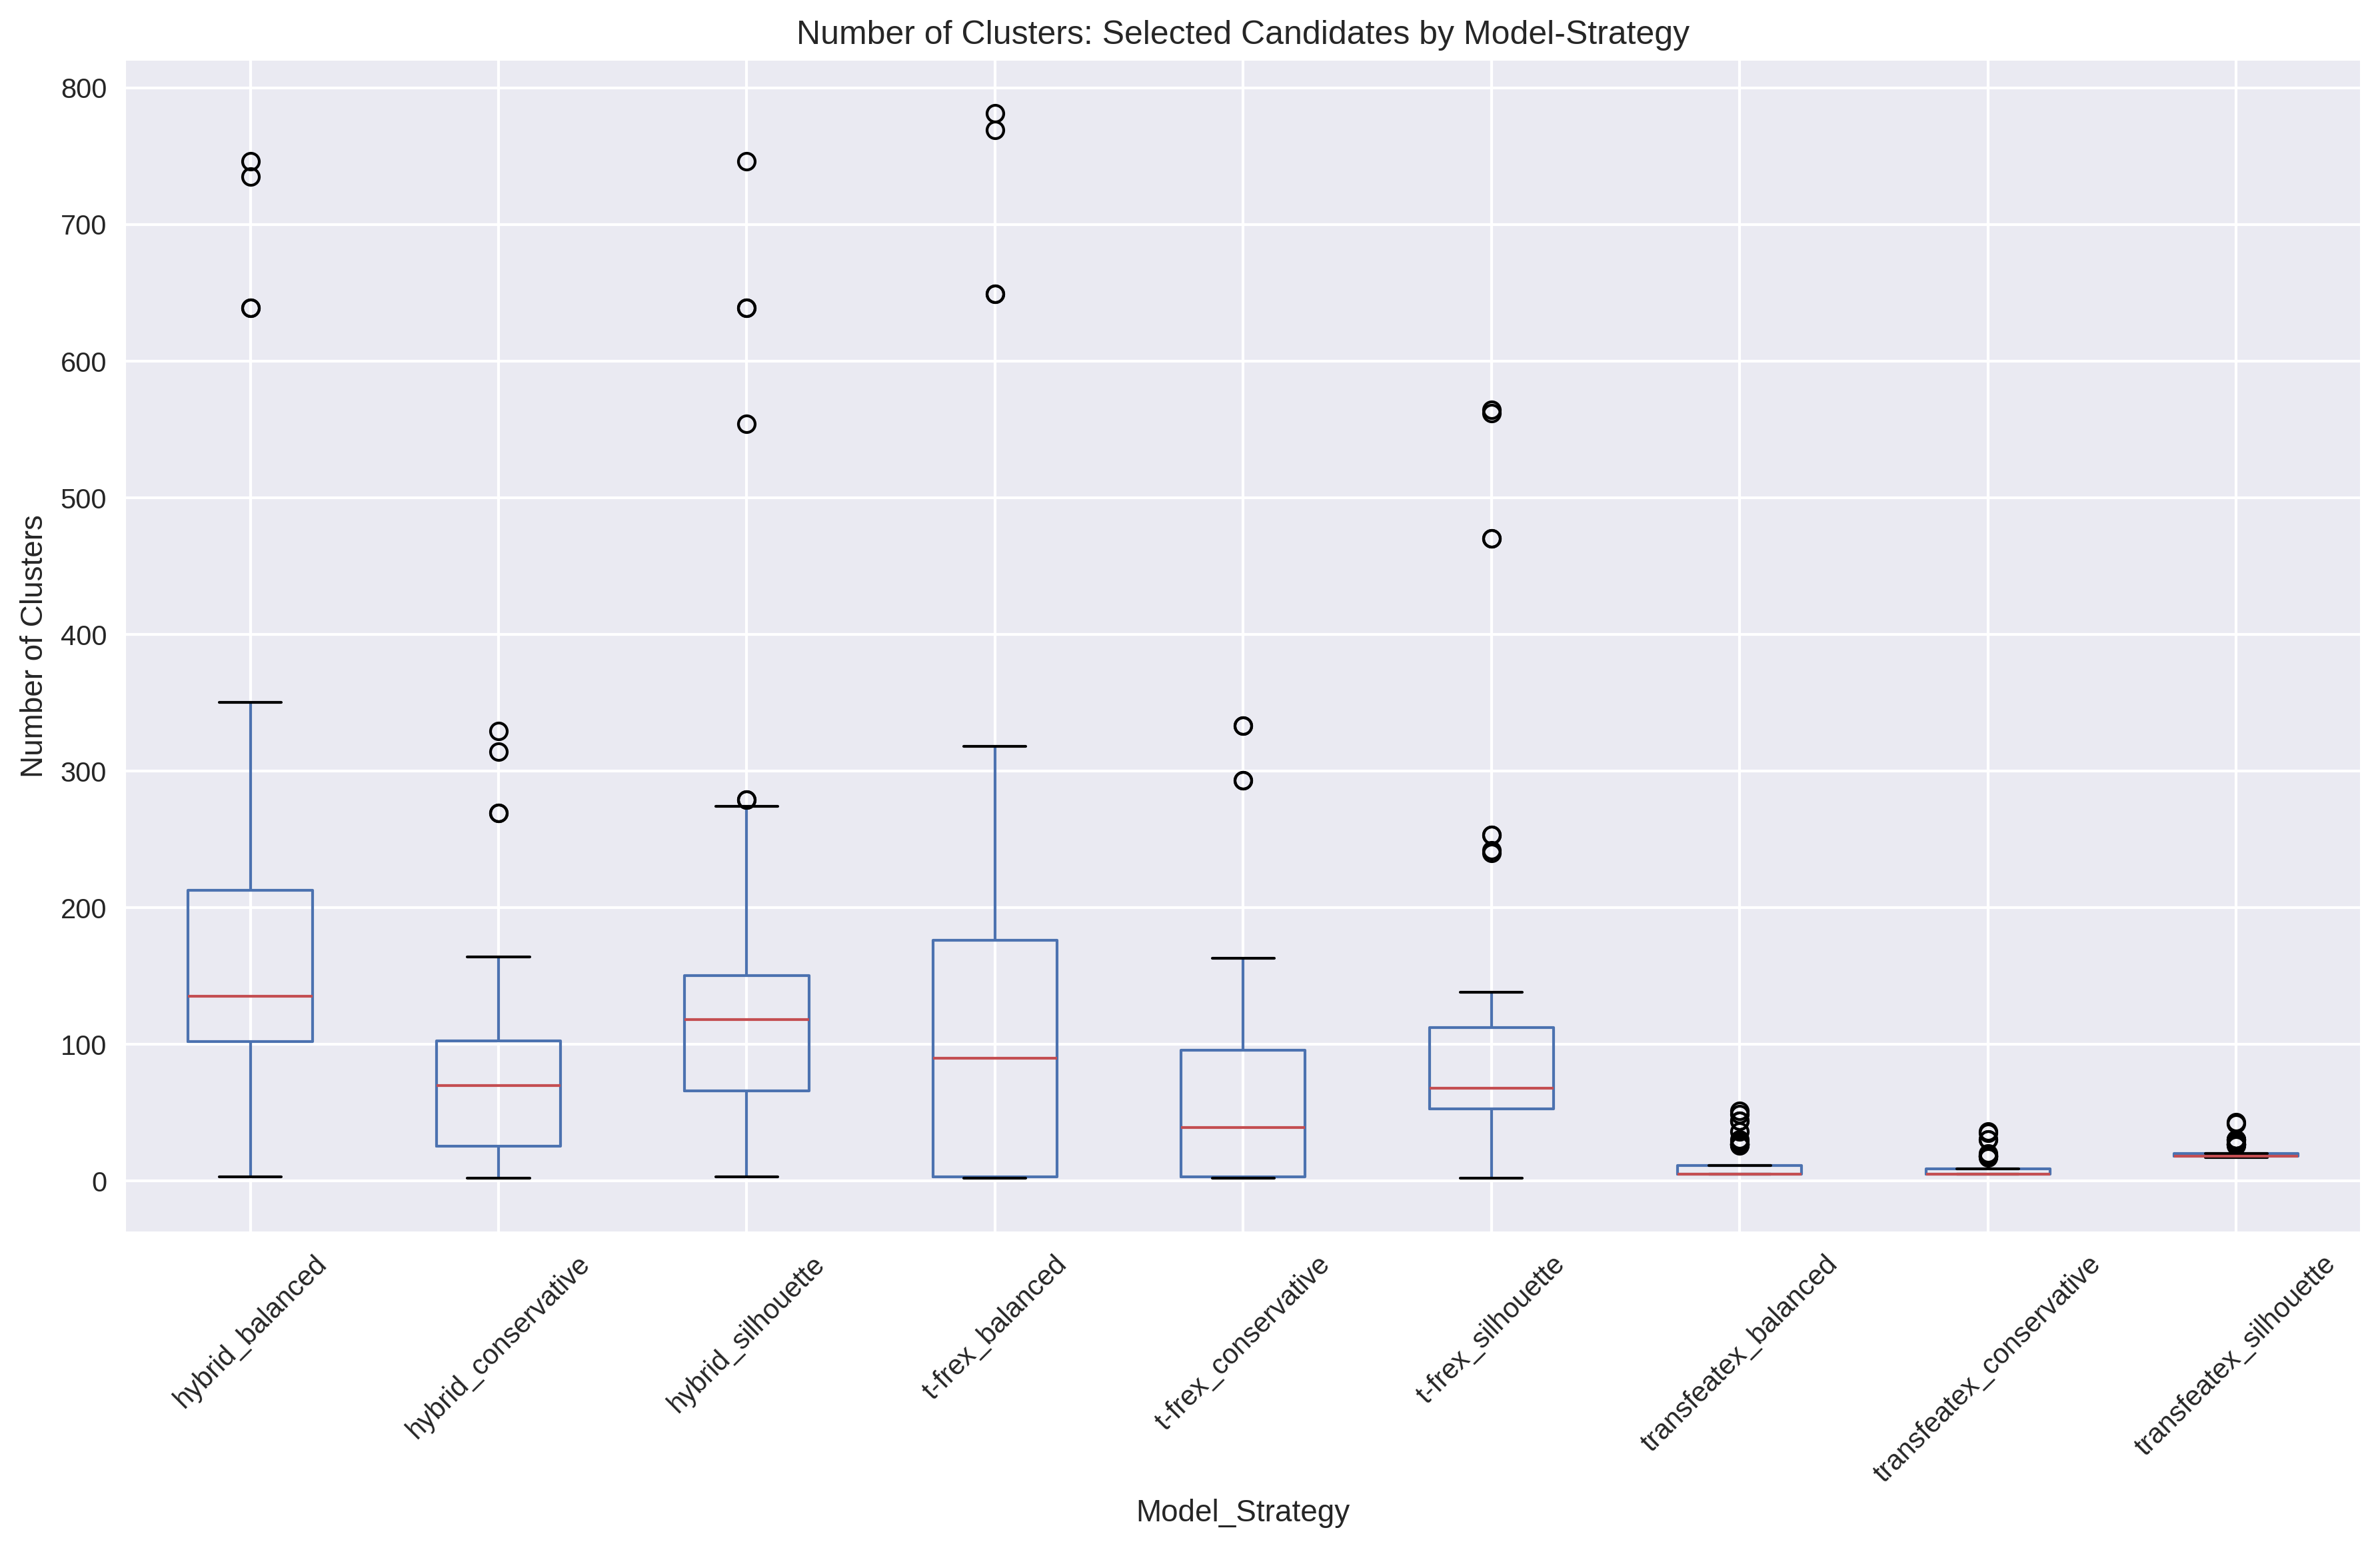 Number of Clusters: Selected Candidates by Model-Strategy
Number of Clusters
800
700
600
500
400
300
200
100
0
hybrid_balanced
hybrid_conservative
hybrid_silhouette
t-frex_balanced
t-frex_conservative
t-frex_silhouette
transfeatex_balanced
transfeatex_conservative
transfeatex_silhouette
Model_Strategy